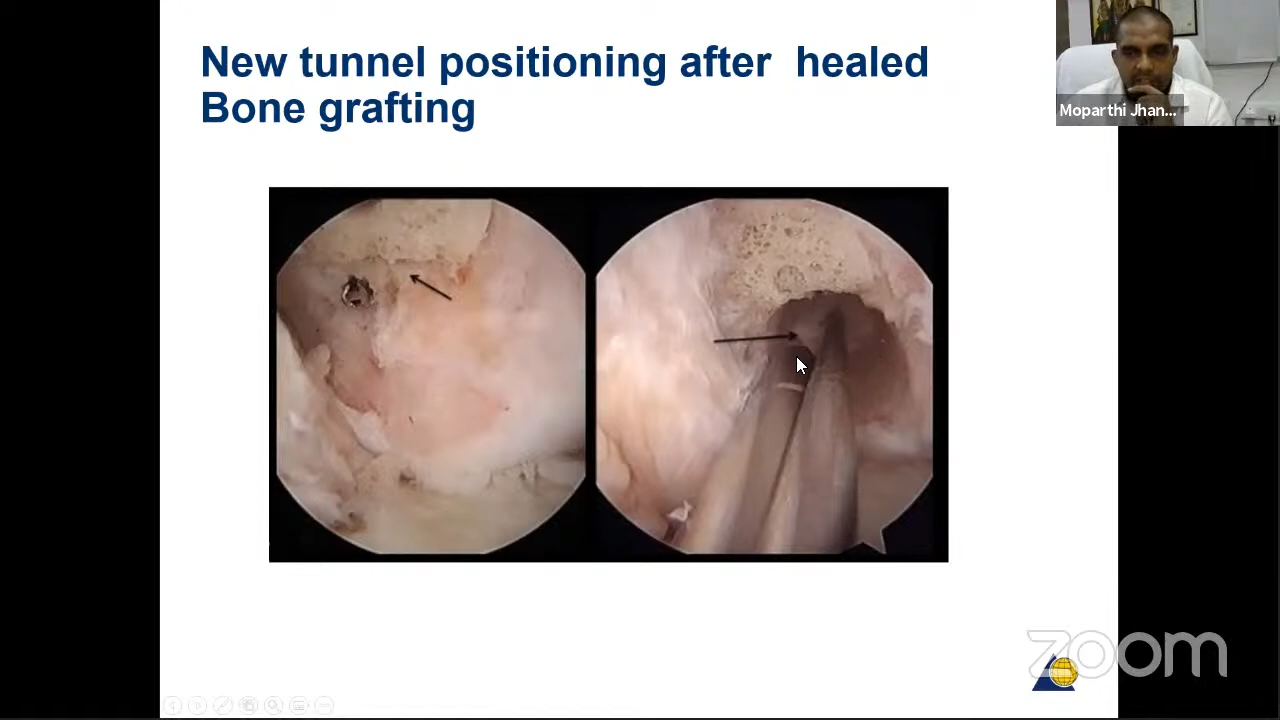 New tunnel positioning after  healed
Bone grafting
Moparthi Jhan...
zoom